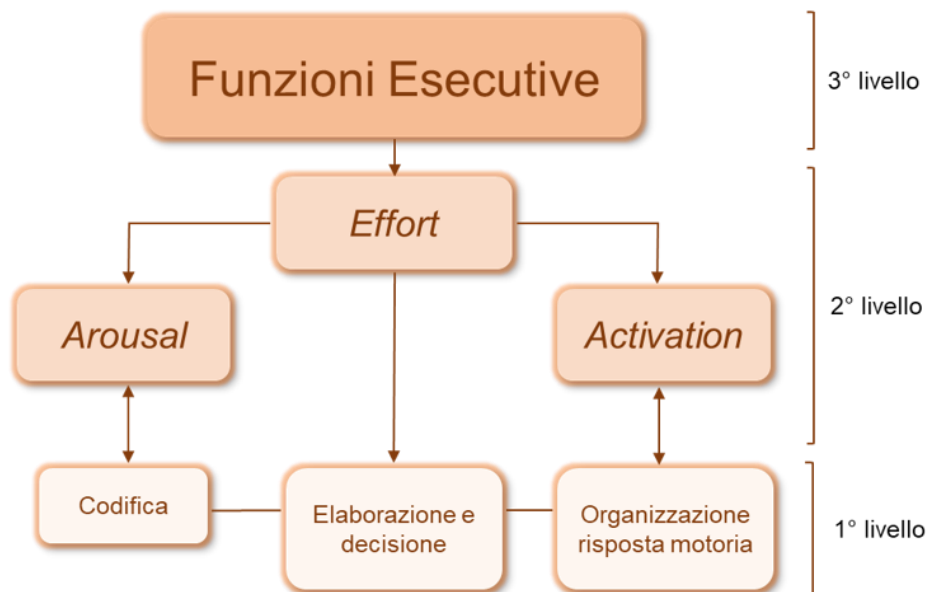 Funzioni Esecutive
3° livello
Effort
Arousal
Activation
2° livello
Codifica
Elaborazione e
decisione
Organizzazione
risposta motoria
1° livello